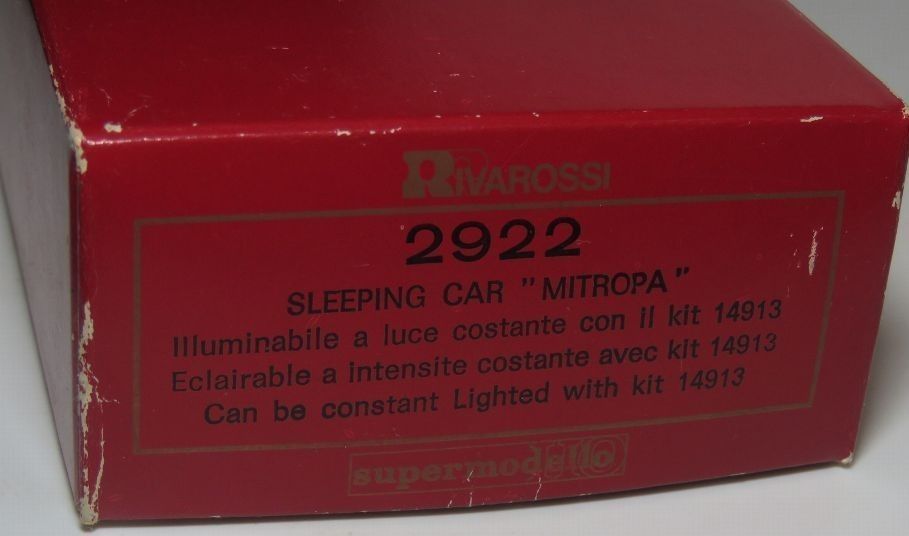 RIVAROSSI
2922
SLEEPING CAR "MITROPA"
Illuminabile a luce costante con il kit 14913
Eclairable a intensite costante avec kit 14913
Can be constant Lighted with kit 14913
supermodello